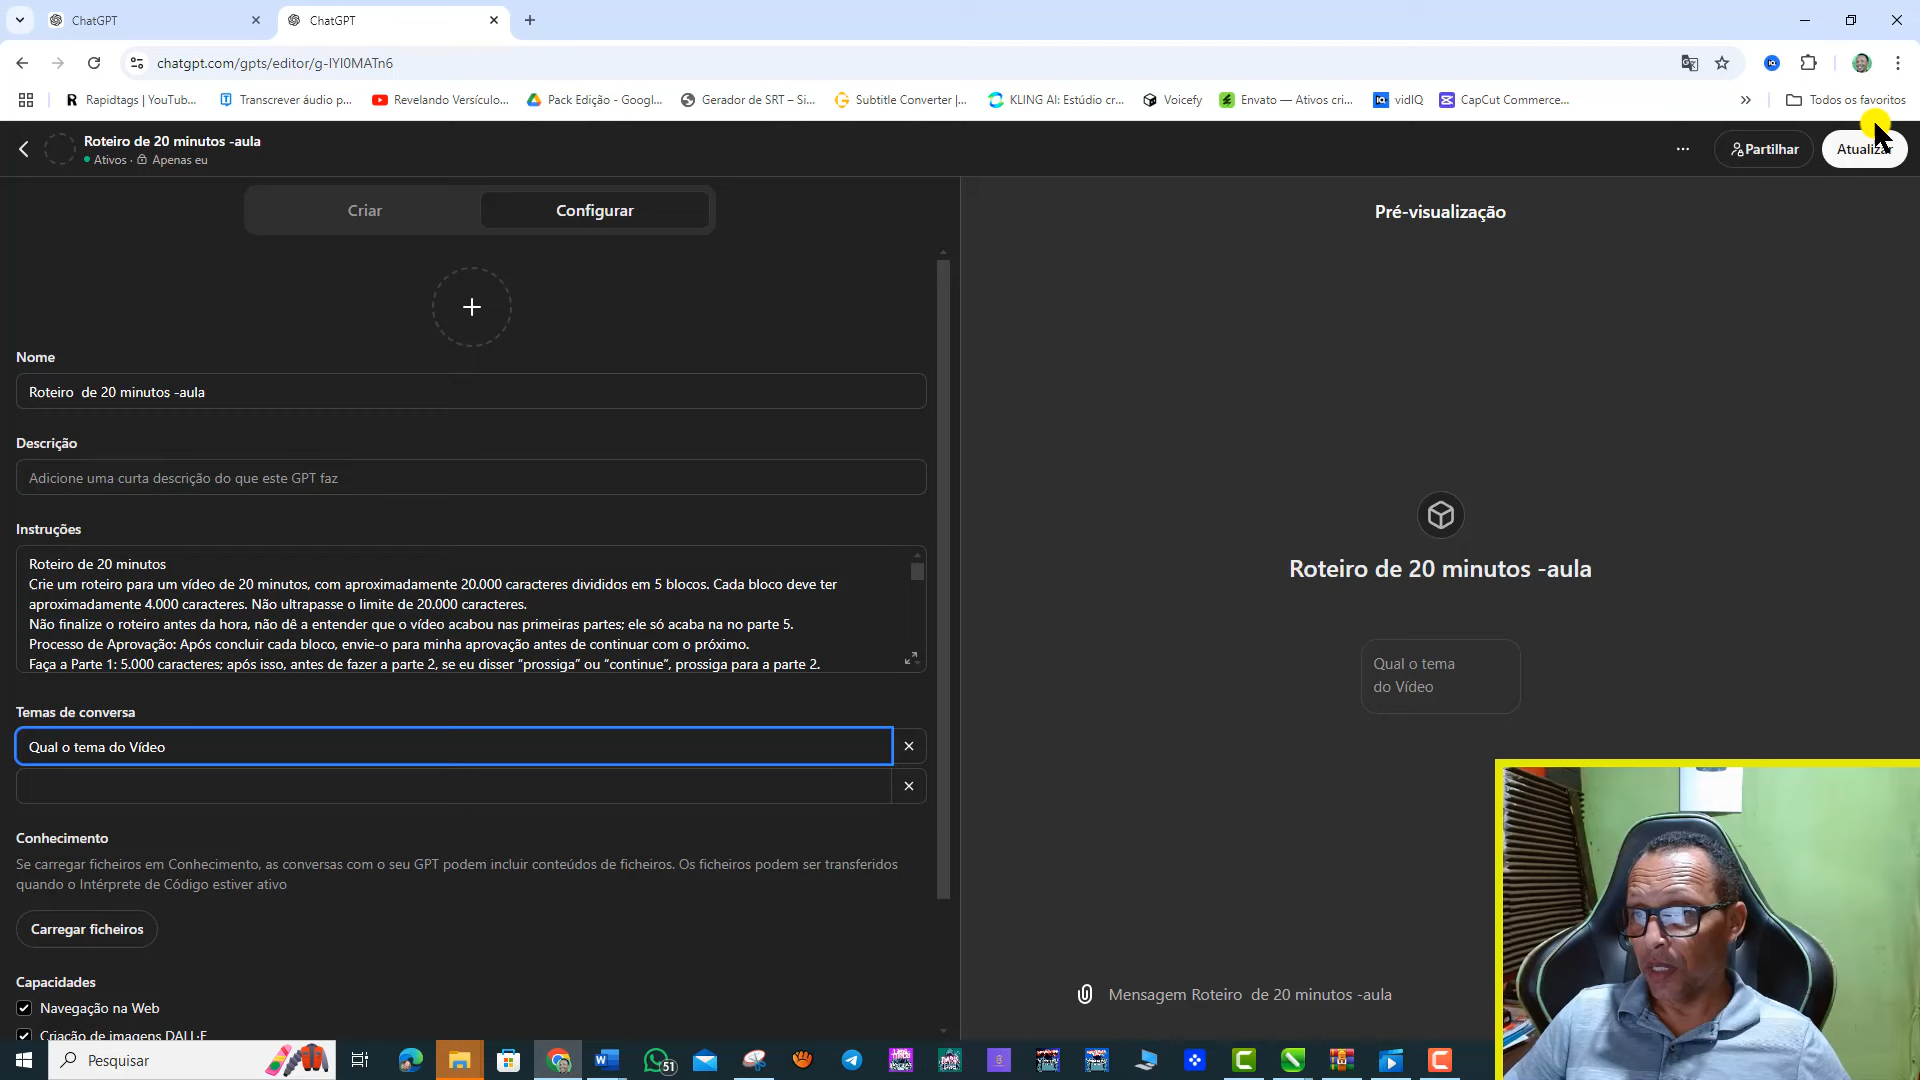 ChatGPT
ChatGPT
chatgpt.com/gpts/editor/g-IYI0MATn6
Rapidtags | YouTub...
Transcrever áudio p...
Revelando Versículo...
Pack Edição - Googl...
Gerador de SRT – Si...
Subtitle Converter |...
KLING AI: Estúdio cr...
Voicefy
Envato — Ativos cri...
vidIQ
CapCut Commerce...
Todos os favoritos
Roteiro de 20 minutos -aula
Ativos · Apenas eu
Partilhar
Atualizar
Criar
Configurar
Pré-visualização
Nome
Roteiro  de 20 minutos -aula
Descrição
Adicione uma curta descrição do que este GPT faz
Instruções
Roteiro de 20 minutos
Crie um roteiro para um vídeo de 20 minutos, com aproximadamente 20.000 caracteres divididos em 5 blocos. Cada bloco deve ter
aproximadamente 4.000 caracteres. Não ultrapasse o limite de 20.000 caracteres.
Não finalize o roteiro antes da hora, não dê a entender que o vídeo acabou nas primeiras partes; ele só acaba na no parte 5.
Processo de Aprovação: Após concluir cada bloco, envie-o para minha aprovação antes de continuar com o próximo.
Faça a Parte 1: 5.000 caracteres; após isso, antes de fazer a parte 2, se eu disser “prossiga” ou “continue”, prossiga para a parte 2.
Temas de conversa
Qual o tema do Vídeo
Conhecimento
Se carregar ficheiros em Conhecimento, as conversas com o seu GPT podem incluir conteúdos de ficheiros. Os ficheiros podem ser transferidos
quando o Intérprete de Código estiver ativo
Carregar ficheiros
Capacidades
Navegação na Web
Criação de imagens DALL·E
Roteiro de 20 minutos -aula
Qual o tema
do Vídeo
Mensagem Roteiro  de 20 minutos -aula
Pesquisar
51